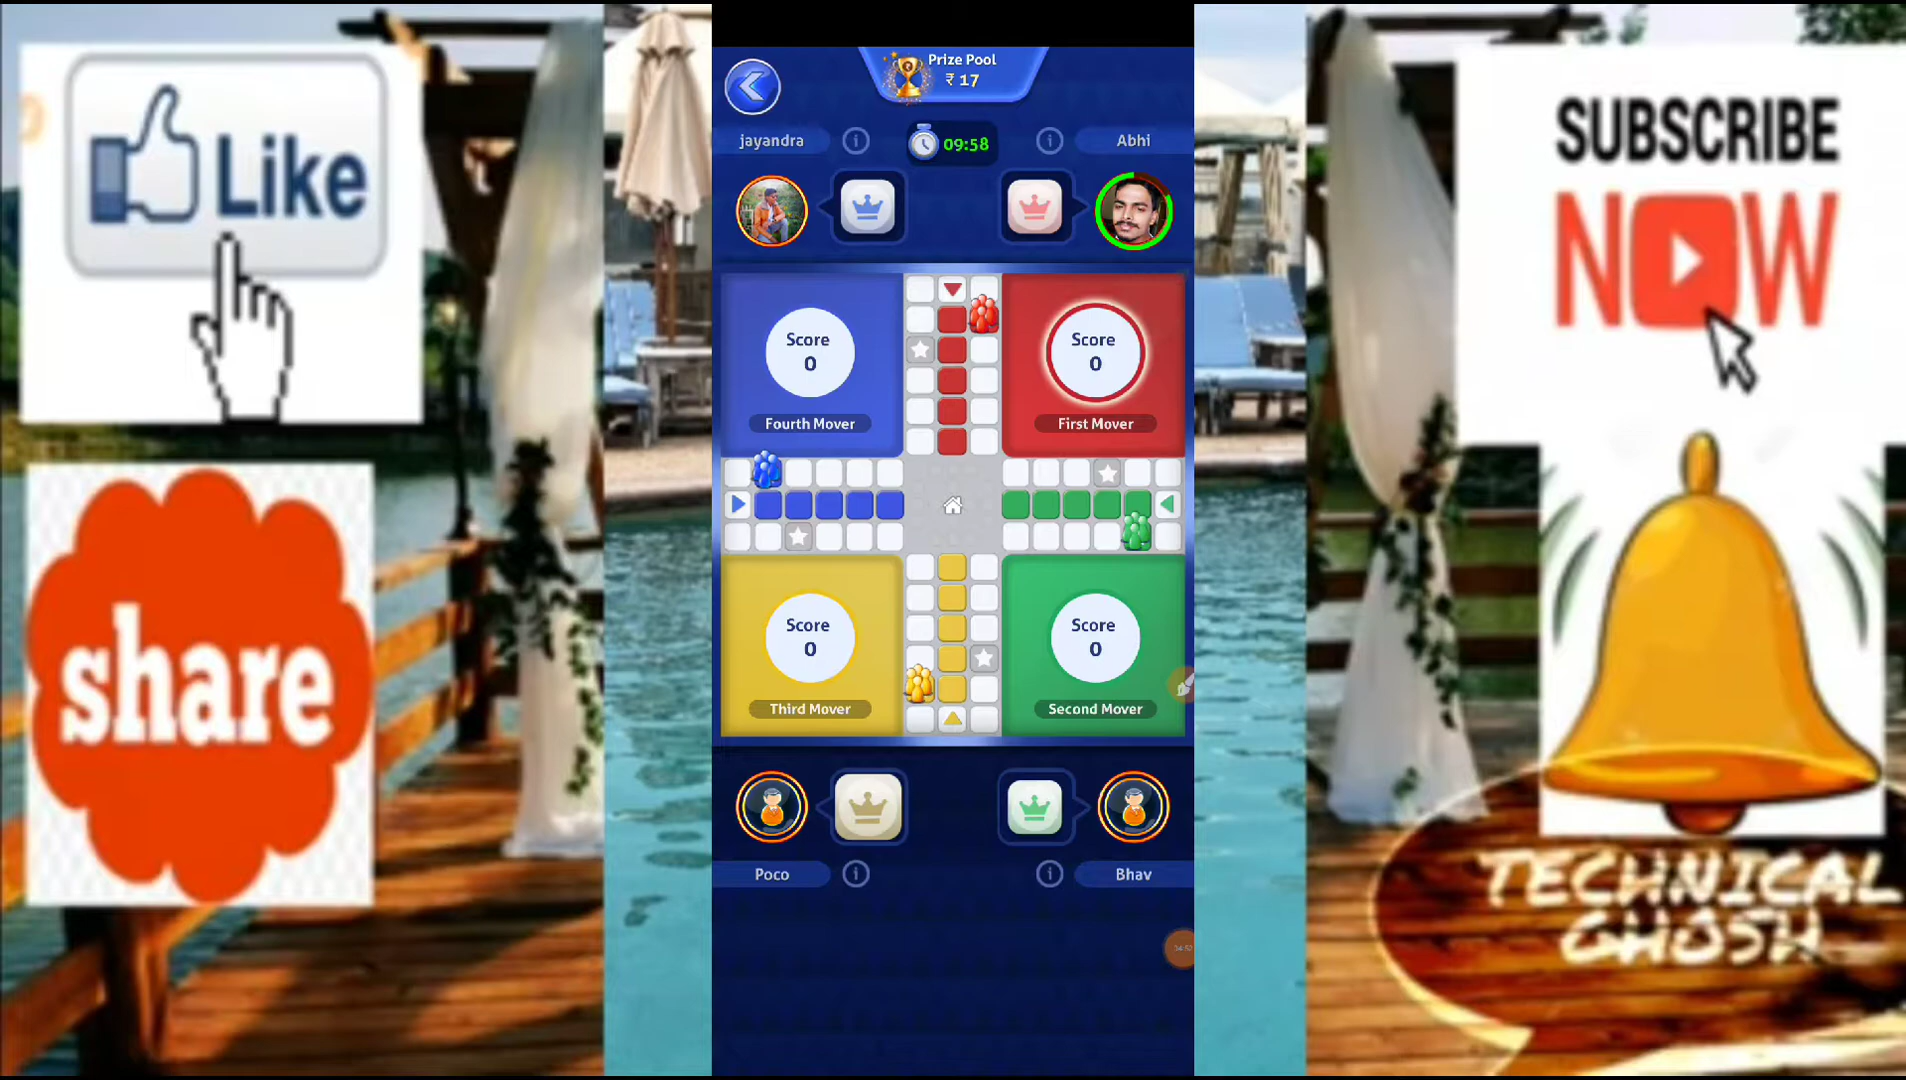 Like
share
Prize Pool
₹ 17
jayandra
09:58
Abhi
Score
0
Fourth Mover
Score
0
First Mover
Score
0
Third Mover
Score
0
Second Mover
Poco
Bhav
SUBSCRIBE
NOW
TECHNICAL
GHOSH